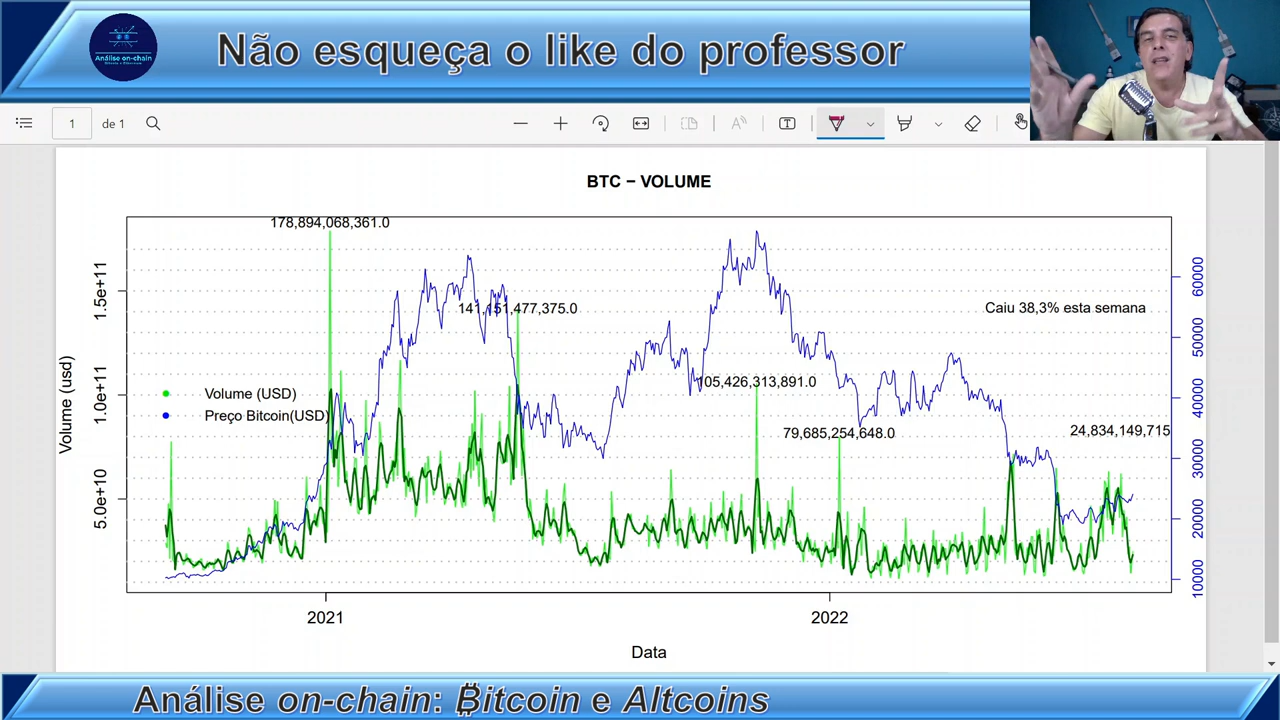 Análise on-chain
Bitcoin e Altcoins
Não esqueça o like do professor
1 de 1
BTC − VOLUME
178,894,068,361.0
141,151,477,375.0
105,426,313,891.0
79,685,254,648.0
24,834,149,715
Caiu 38,3% esta semana
Volume (USD)
Preço Bitcoin(USD)
Volume (usd)
5.0e+10
1.0e+11
1.5e+11
10000
20000
30000
40000
50000
60000
2021
2022
Data
Análise on-chain: ₿itcoin e Altcoins